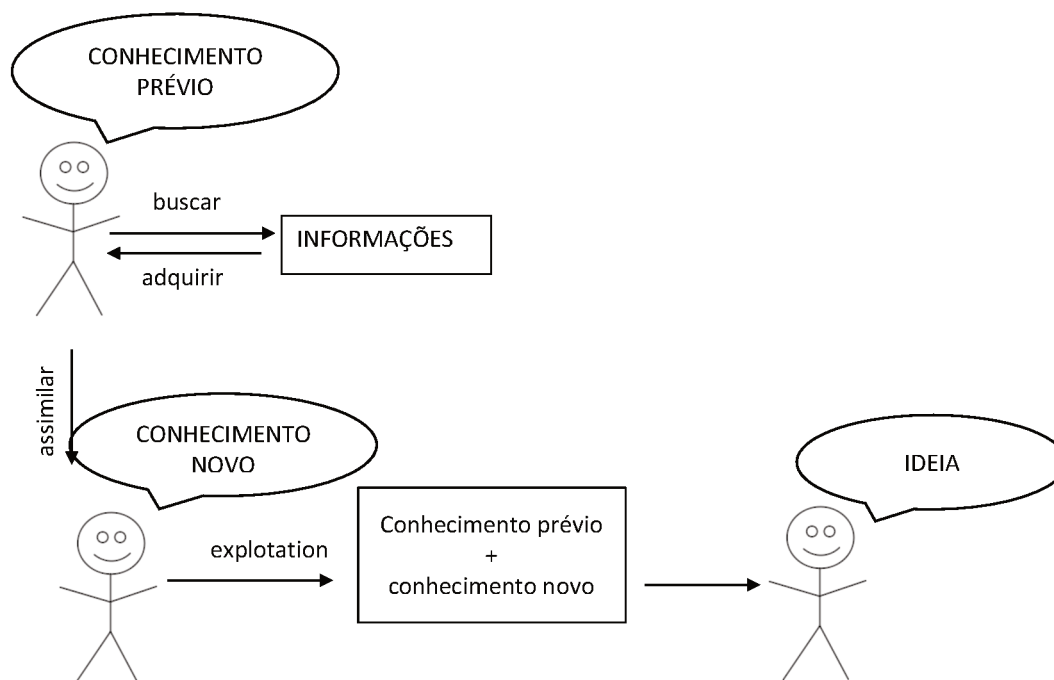 CONHECIMENTO
PRÉVIO
buscar
INFORMAÇÕES
adquirir
assimilar
CONHECIMENTO
NOVO
IDEIA
explotation
Conhecimento prévio
+
conhecimento novo